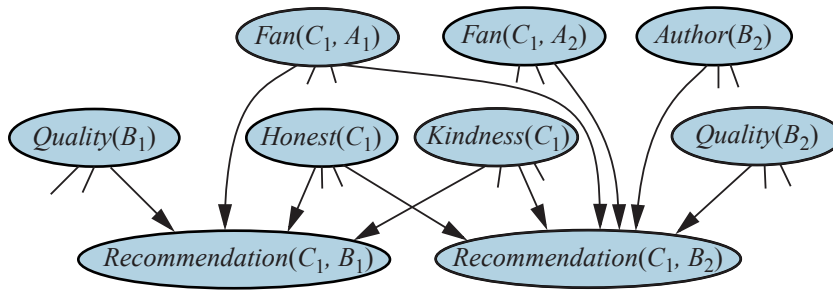 Fan(C₁, A₁)
Fan(C₁, A₂)
Author(B₂)
Quality(B₁)
Honest(C₁)
Kindness(C₁)
Quality(B₂)
Recommendation(C₁, B₁)
Recommendation(C₁, B₂)